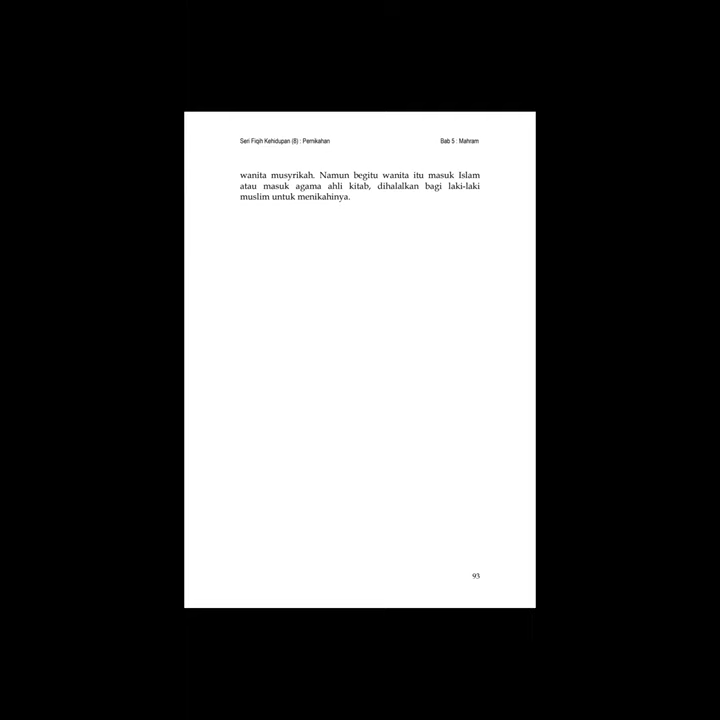 Seri Fiqih Kehidupan (8) : Pernikahan Bab 5 : Mahram
wanita musyrikah. Namun begitu wanita itu masuk Islam
atau masuk agama ahli kitab, dihalalkan bagi laki-laki
muslim untuk menikahinya.
93